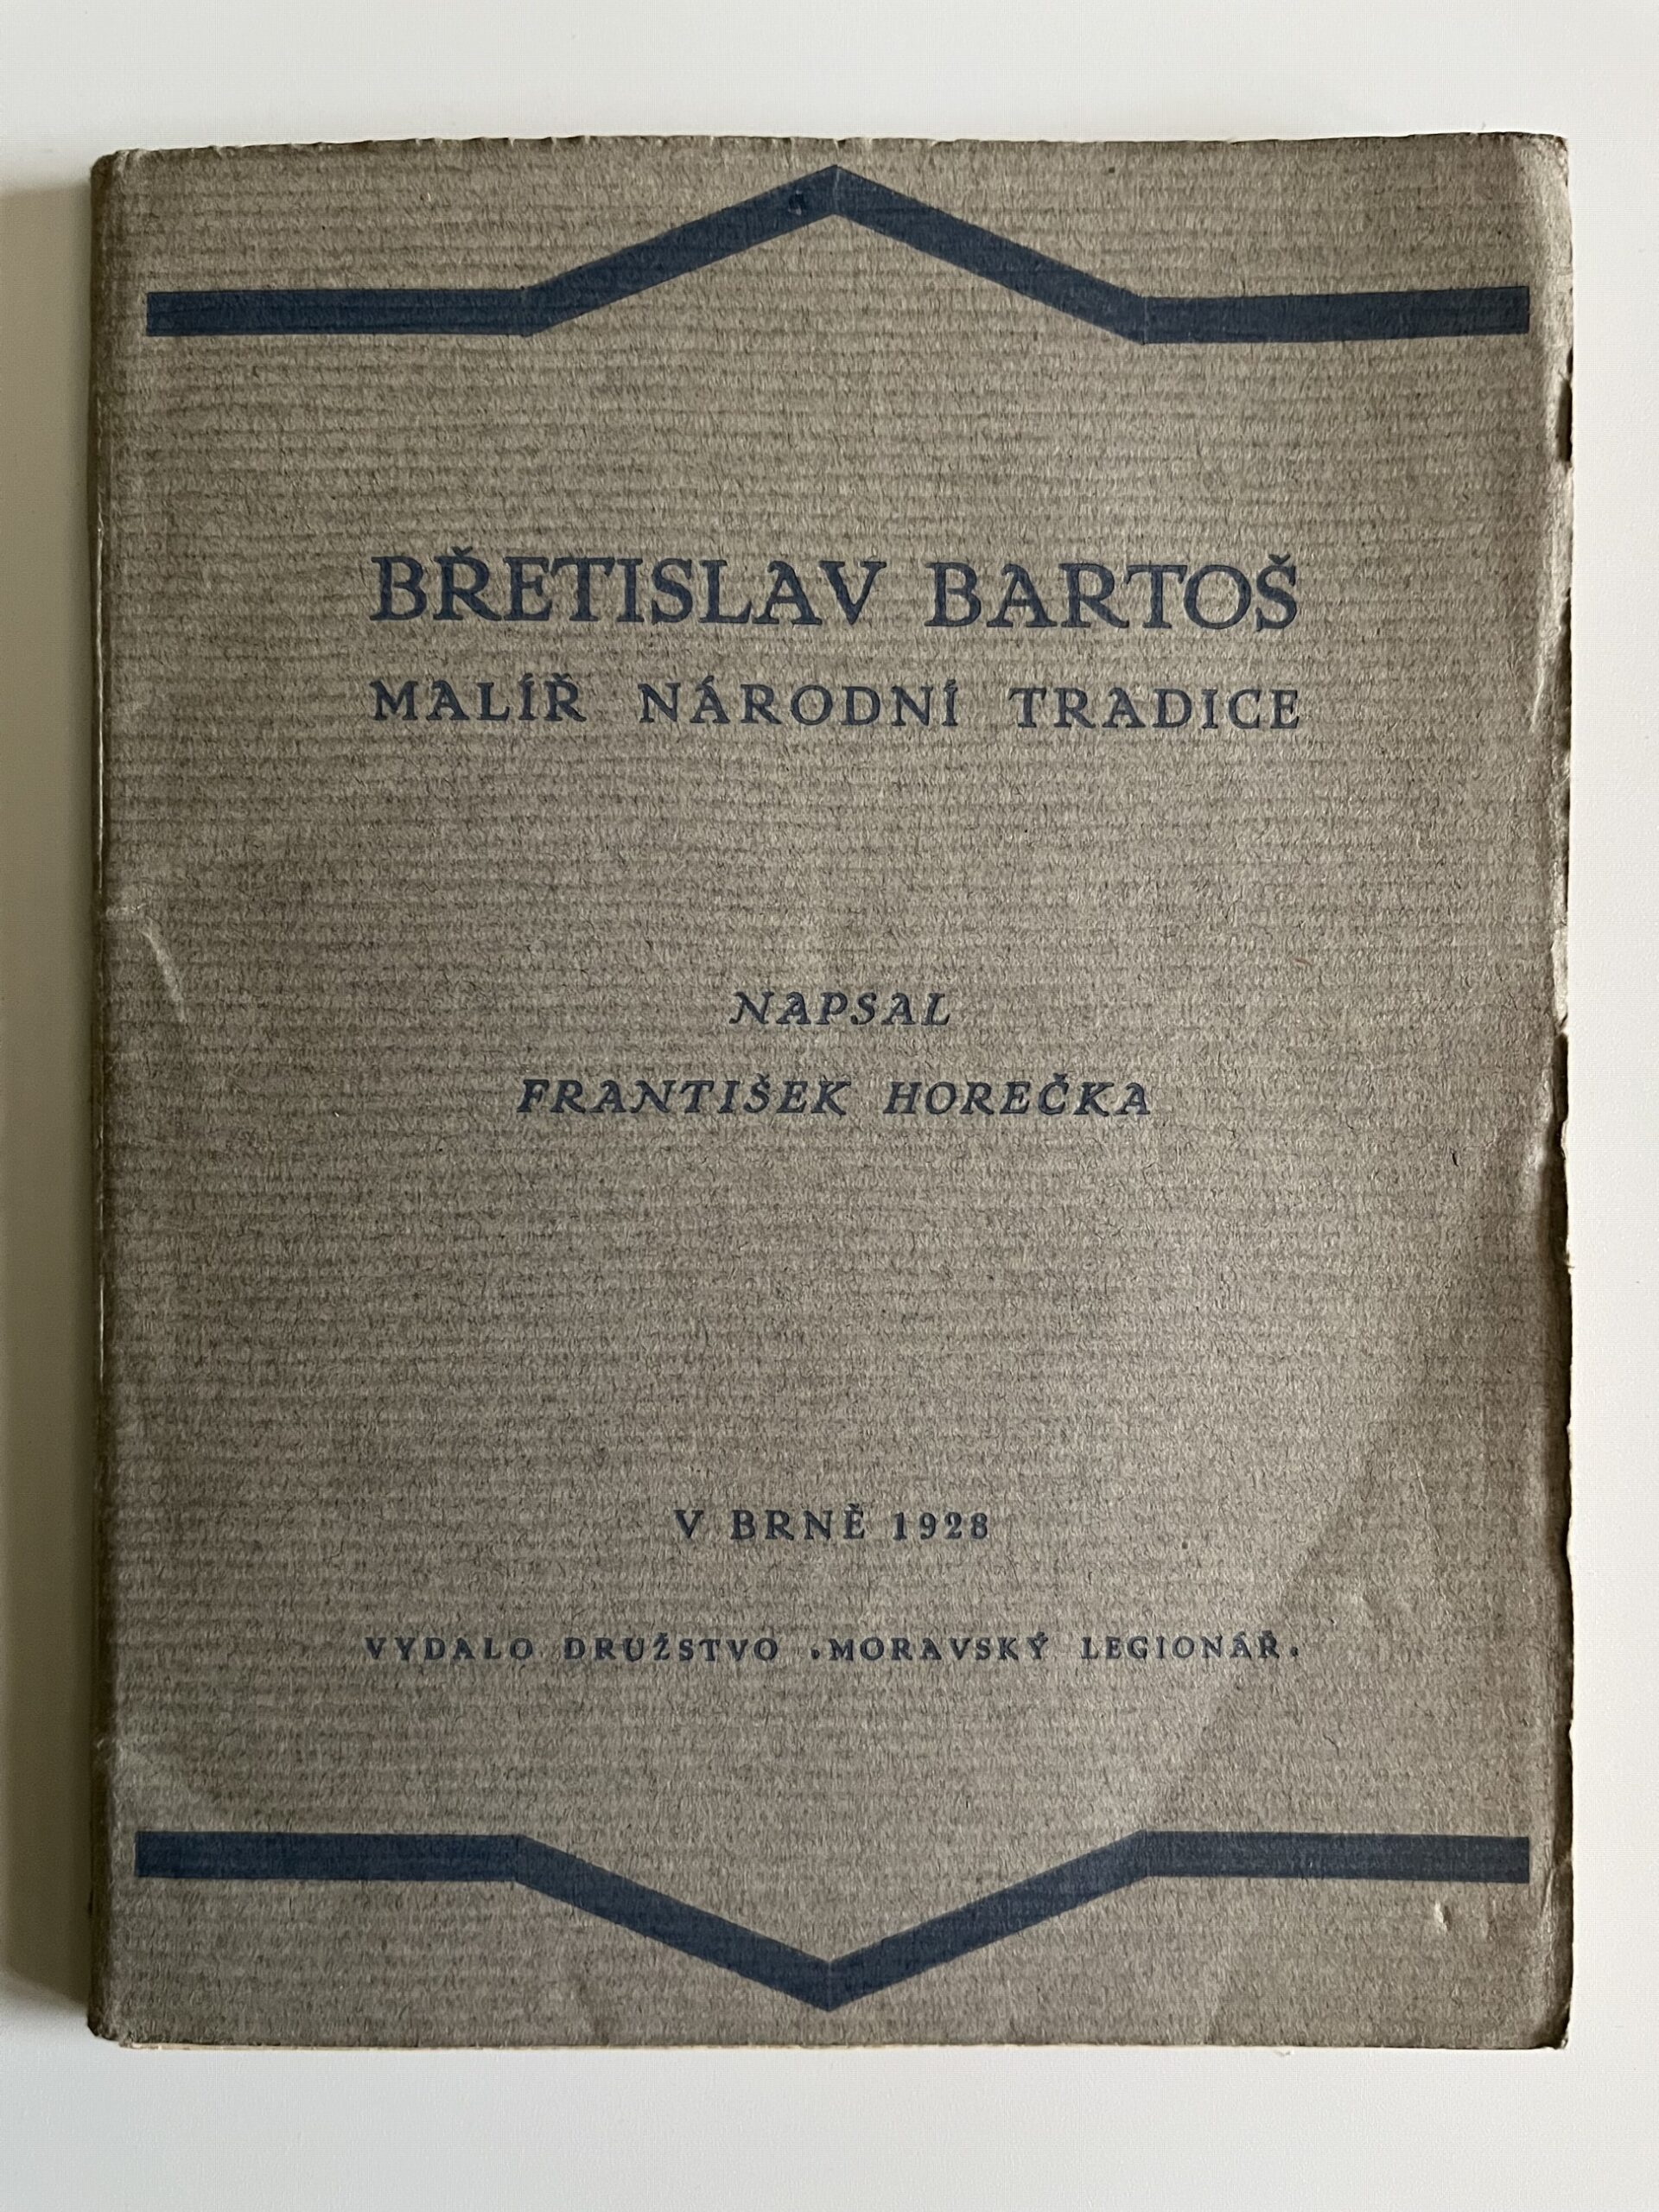 BŘETISLAV BARTOŠ
MALÍŘ NÁRODNÍ TRADICE
NAPSAL
FRANTIŠEK HOREČKA
V BRNĚ 1928
VYDALO DRUŽSTVO „MORAVSKÝ LEGIONÁŘ“